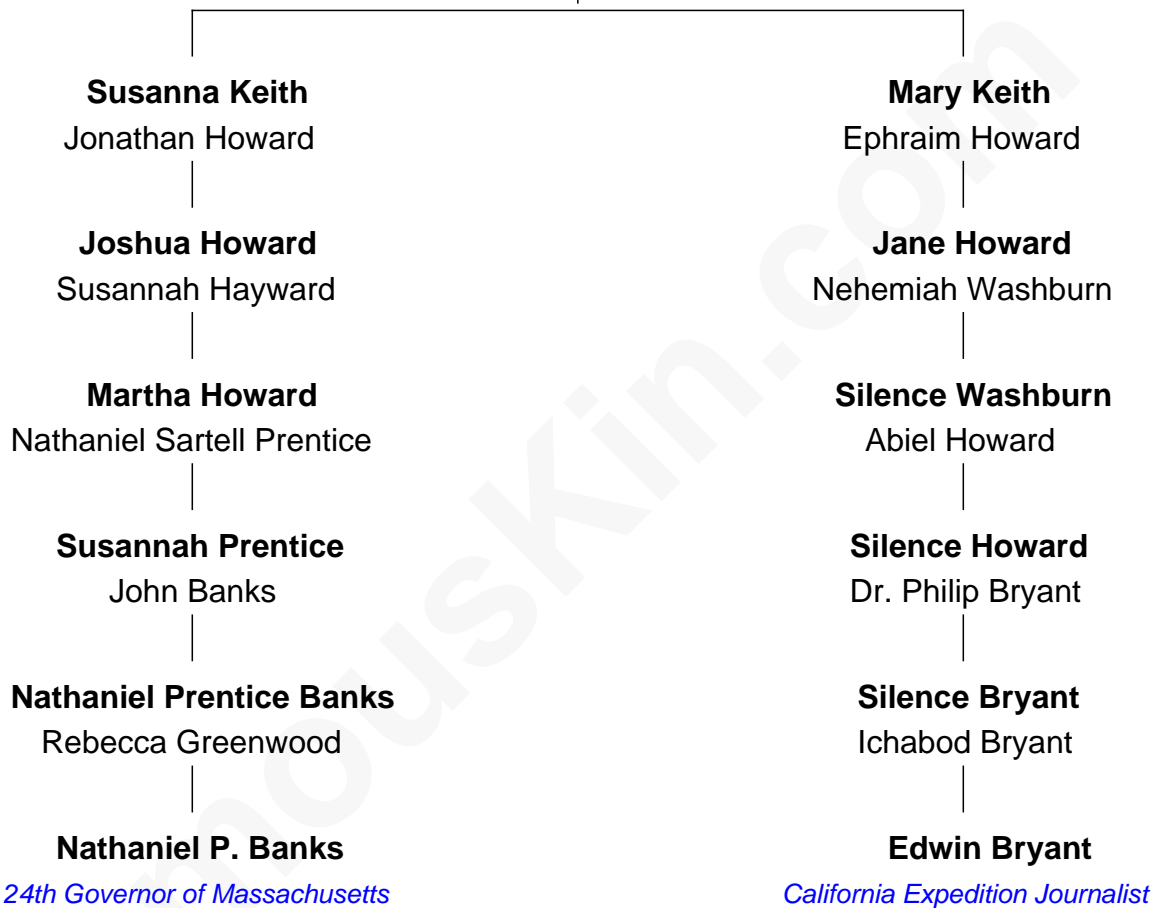 Susanna Keith
Jonathan Howard
Mary Keith
Ephraim Howard
Joshua Howard
Susannah Hayward
Jane Howard
Nehemiah Washburn
Martha Howard
Nathaniel Sartell Prentice
Silence Washburn
Abiel Howard
Susannah Prentice
John Banks
Silence Howard
Dr. Philip Bryant
Nathaniel Prentice Banks
Rebecca Greenwood
Silence Bryant
Ichabod Bryant
Nathaniel P. Banks
24th Governor of Massachusetts
Edwin Bryant
California Expedition Journalist
mousKin.com